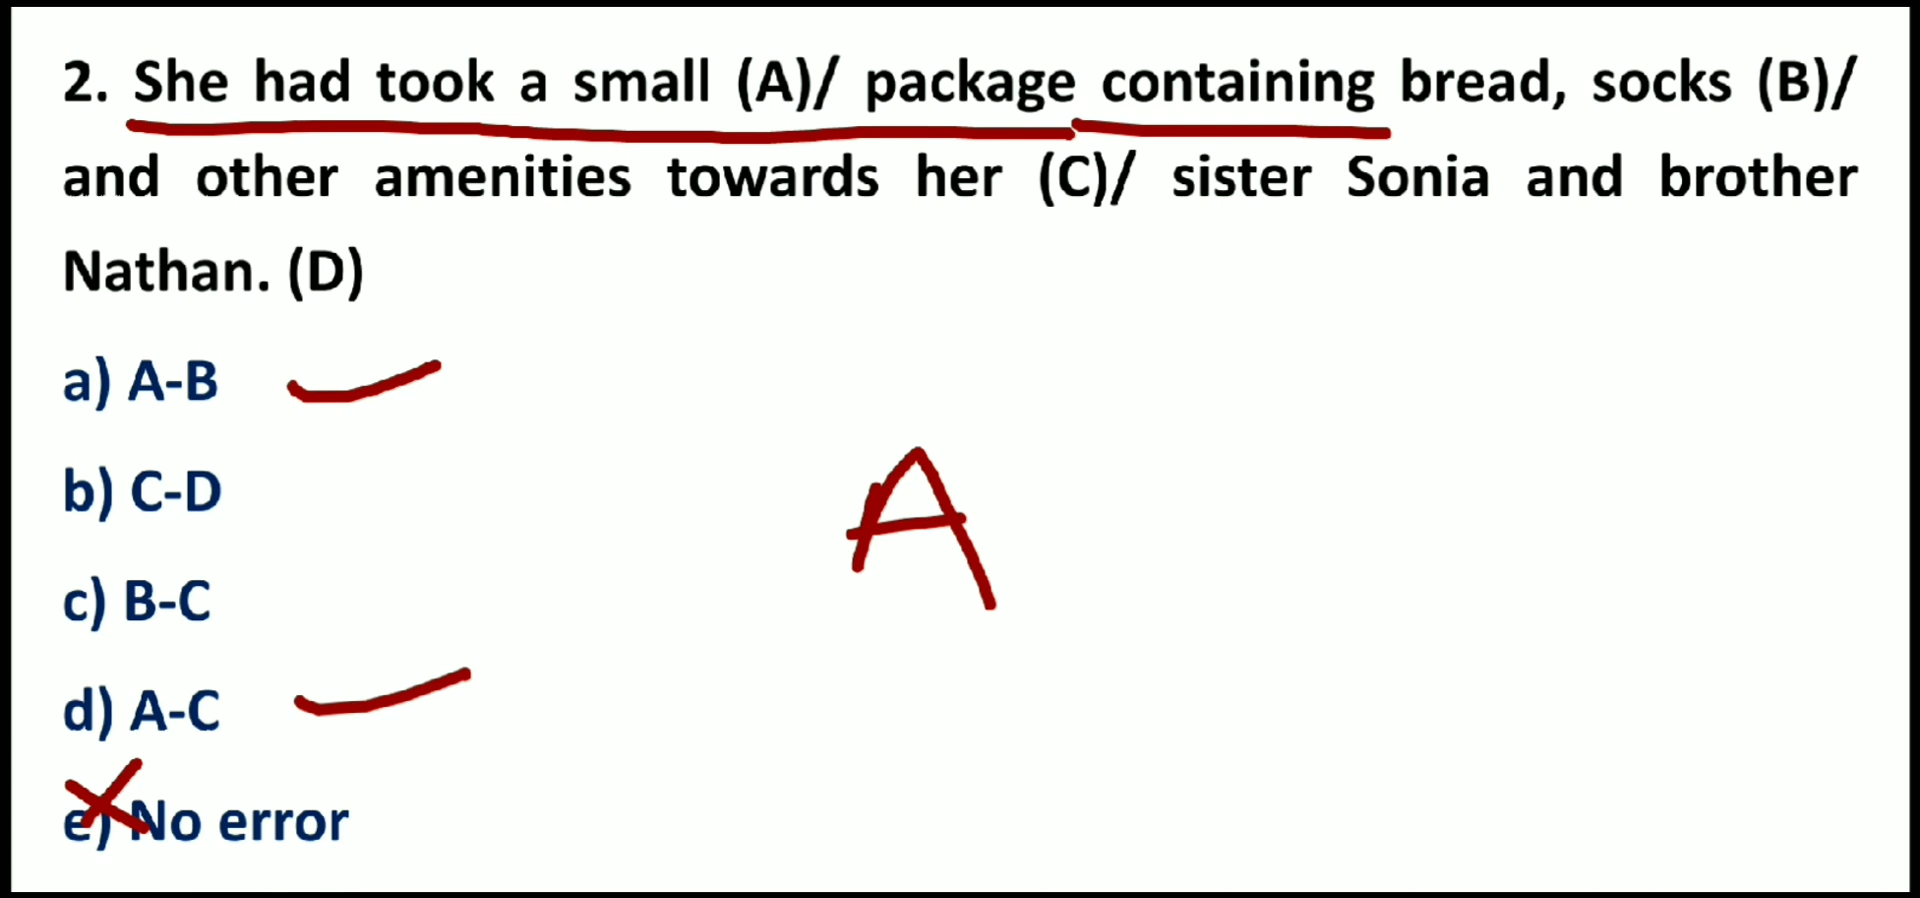 2. She had took a small (A)/ package containing bread, socks (B)/
and other amenities towards her (C)/ sister Sonia and brother
Nathan. (D)
a) A-B
b) C-D
A
c) B-C
d) A-C
e) No error